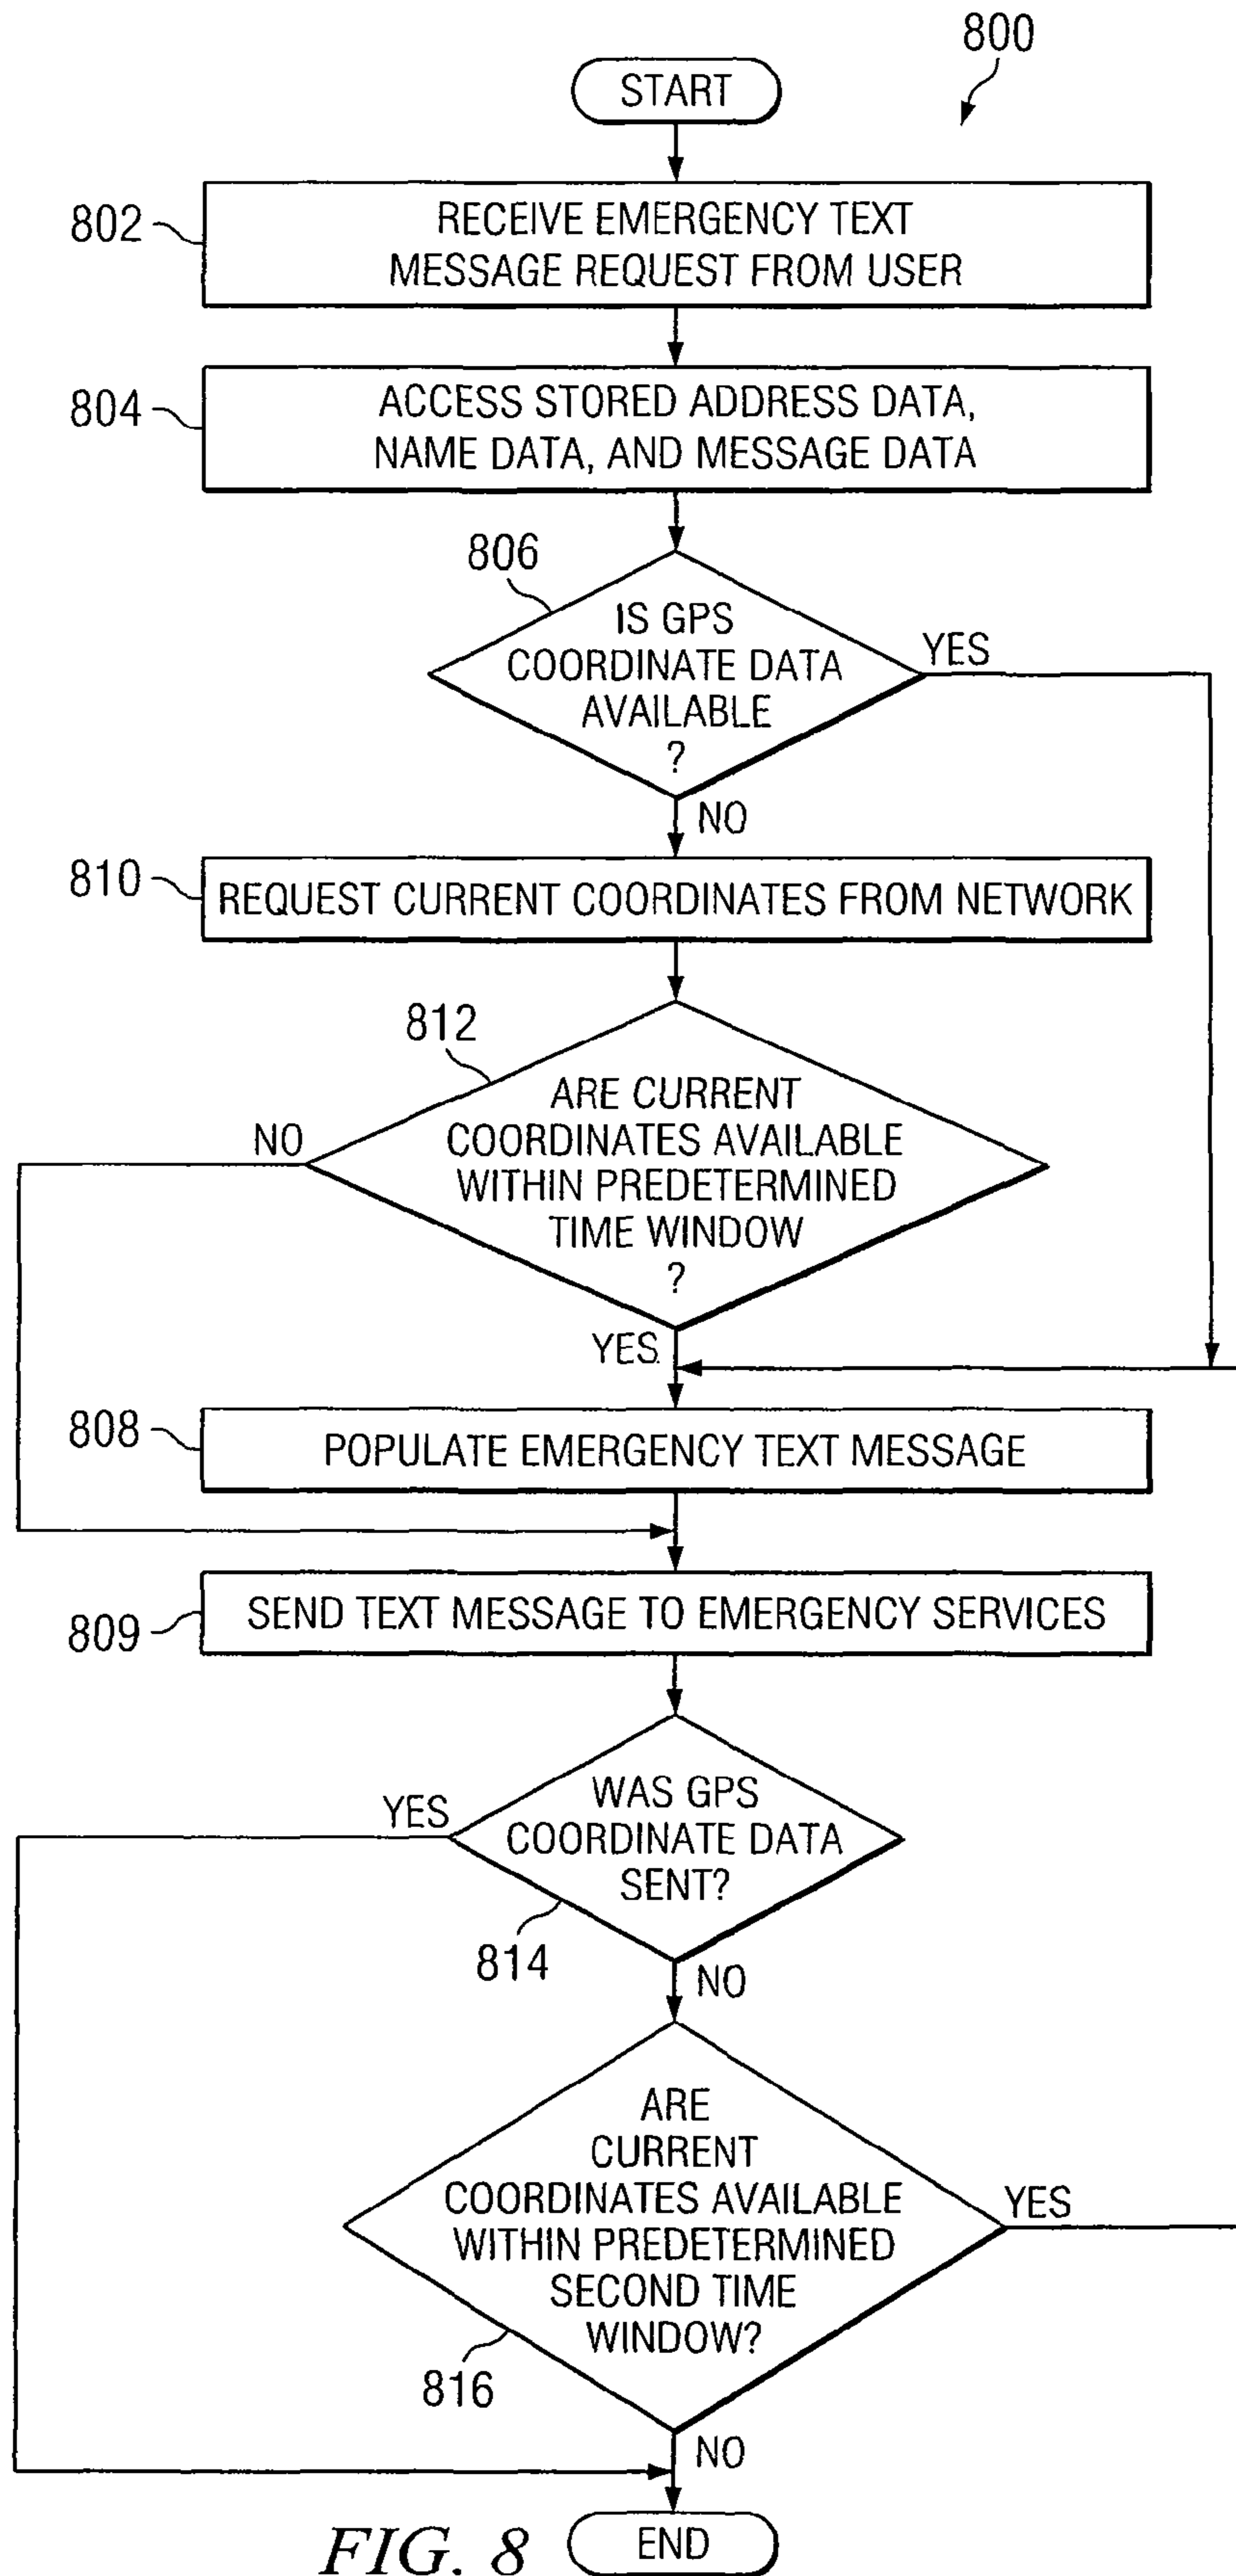 800
START
802
RECEIVE EMERGENCY TEXT
MESSAGE REQUEST FROM USER
804
ACCESS STORED ADDRESS DATA,
NAME DATA, AND MESSAGE DATA
806
IS GPS
COORDINATE DATA
AVAILABLE
?
YES
NO
810
REQUEST CURRENT COORDINATES FROM NETWORK
812
ARE CURRENT
COORDINATES AVAILABLE
WITHIN PREDETERMINED
TIME WINDOW
?
NO
YES
808
POPULATE EMERGENCY TEXT MESSAGE
809
SEND TEXT MESSAGE TO EMERGENCY SERVICES
WAS GPS
COORDINATE DATA
SENT?
YES
814
NO
ARE
CURRENT
COORDINATES AVAILABLE
WITHIN PREDETERMINED
SECOND TIME
WINDOW?
YES
816
NO
END
FIG. 8